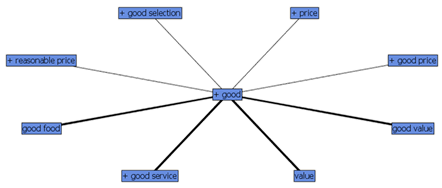 + good selection
+ price
+ reasonable price
+ good price
+ good
good food
good value
+ good service
value